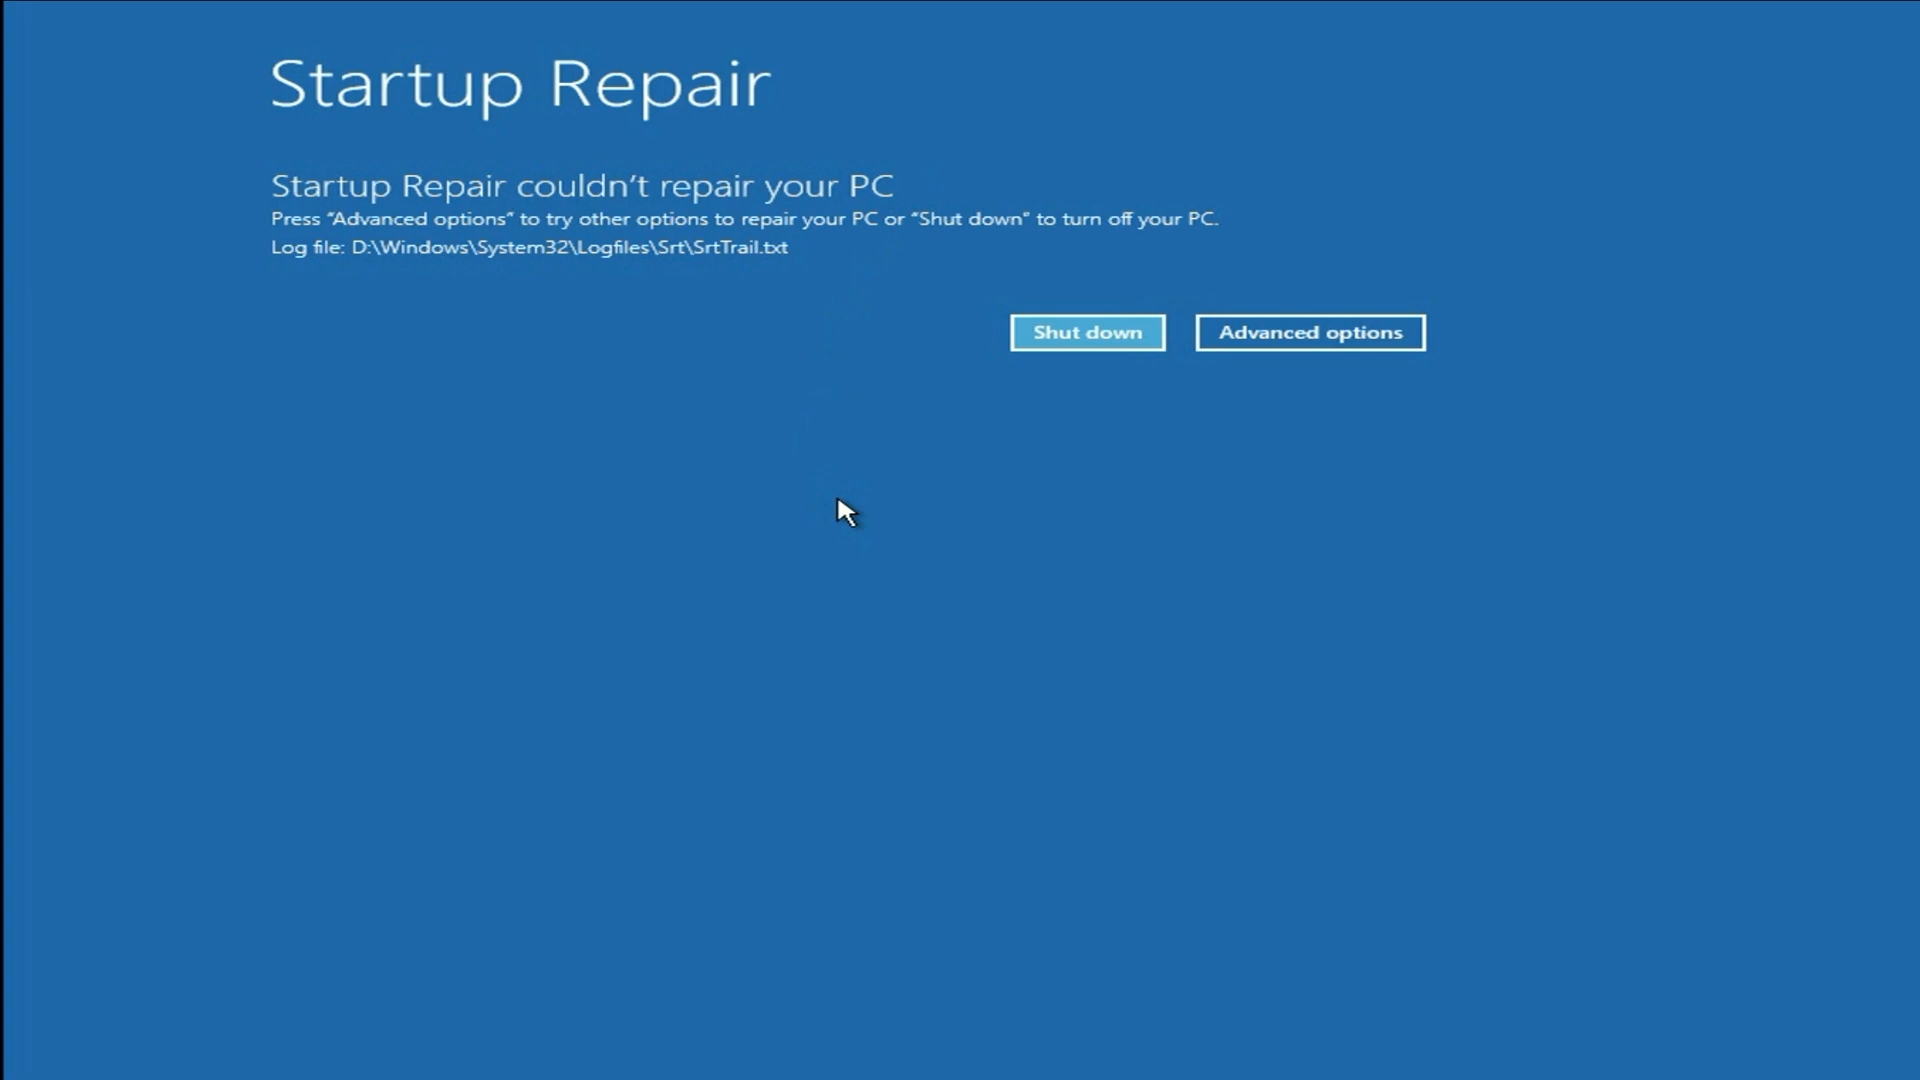 Startup Repair
Startup Repair couldn't repair your PC
Press "Advanced options" to try other options to repair your PC or "Shut down" to turn off your PC.
Log file: D:\Windows\System32\Logfiles\Srt\SrtTrail.txt
Shut down
Advanced options